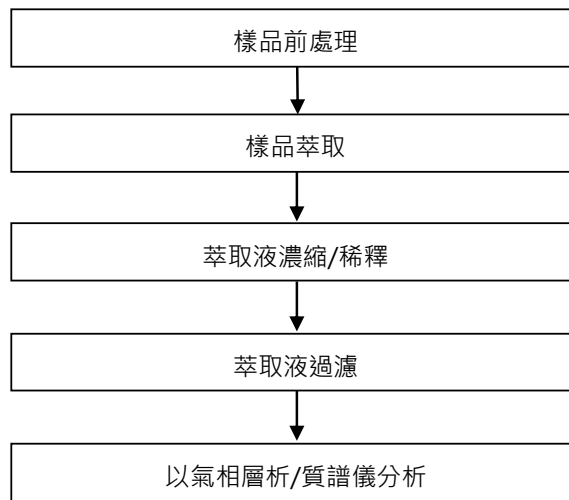 樣品前處理
樣品萃取
萃取液濃縮/稀釋
萃取液過濾
以氣相層析/質譜儀分析